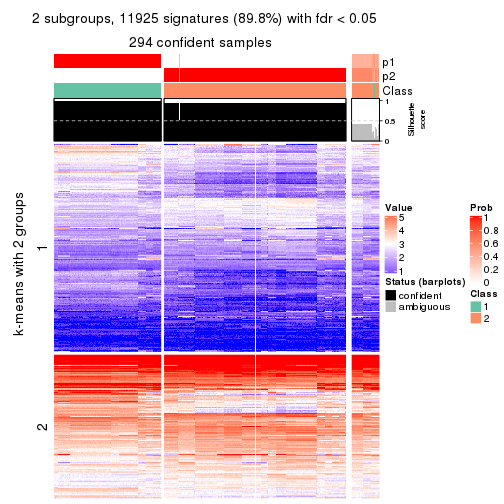 2 subgroups, 11925 signatures (89.8%) with fdr < 0.05
294 confident samples
p1
p2
Class
1
0.5
0
Silhouette
score
k-means with 2 groups
1
2
Value
5
4
3
2
1
Status (barplots)
confident
ambiguous
Prob
1
0.8
0.6
0.4
0.2
0
Class
1
2